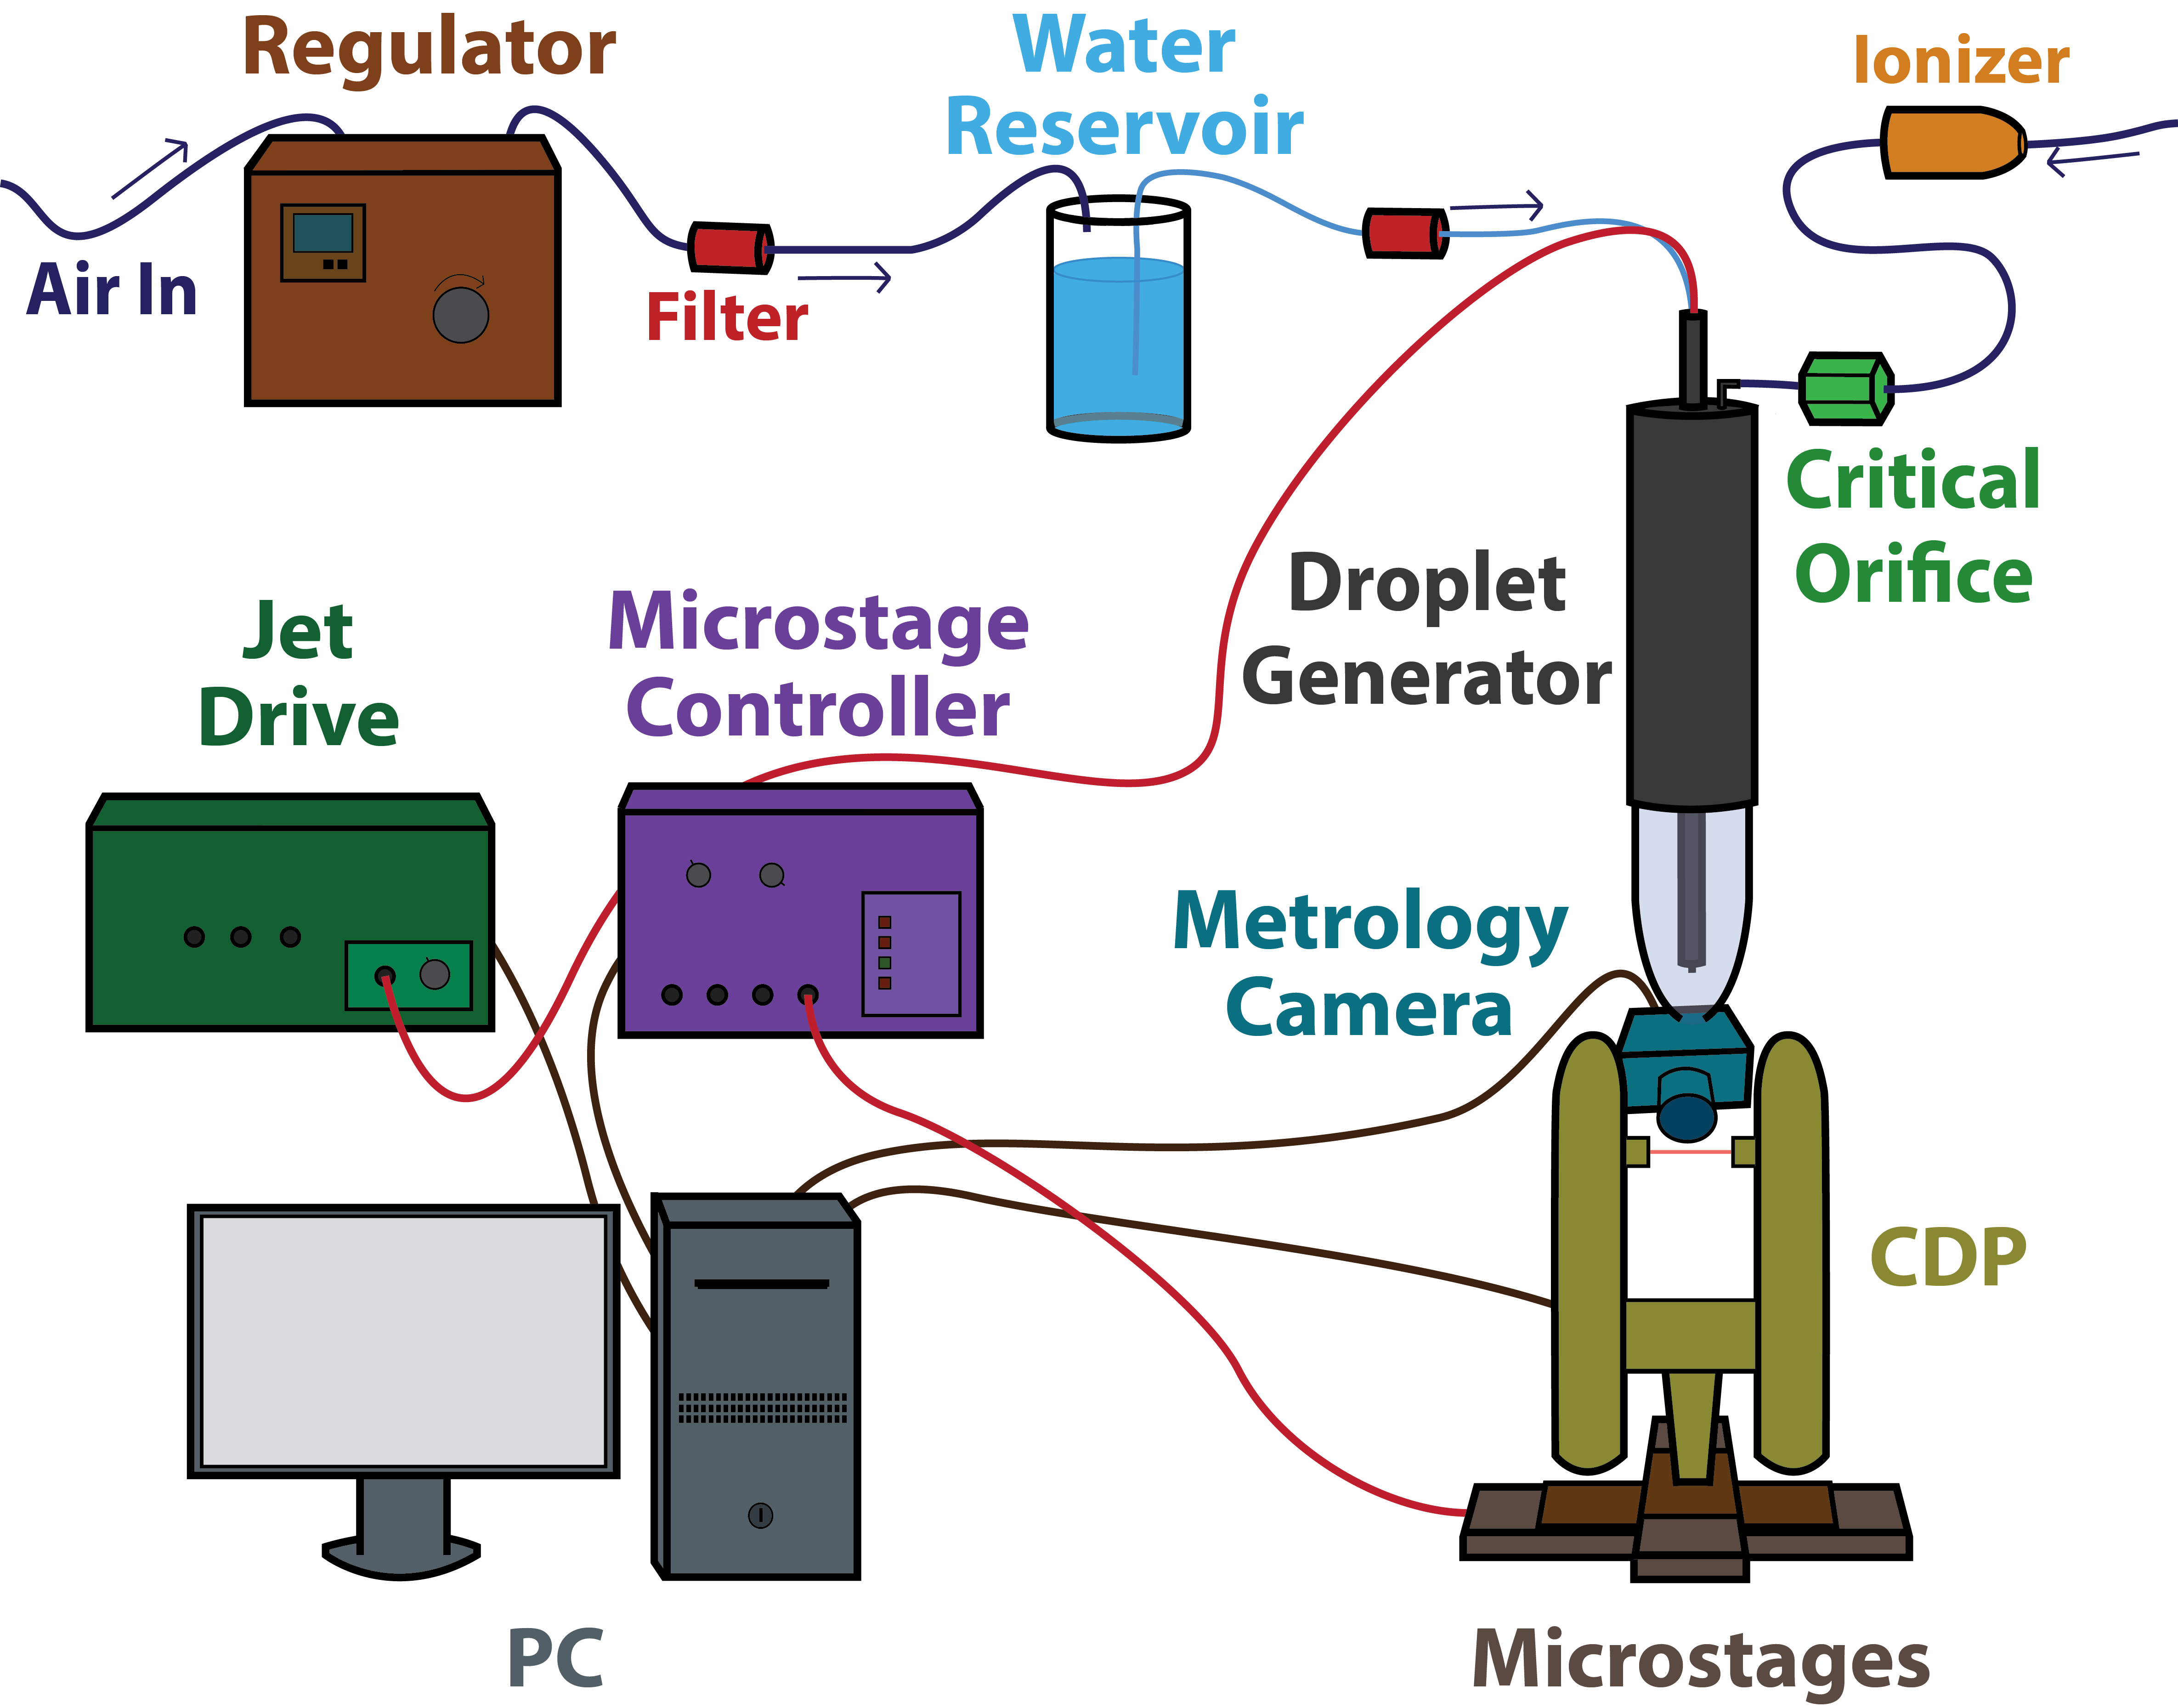 Regulator
Water
Reservoir
Ionizer
Air In
Filter
Critical
Orifice
Droplet
Generator
Jet
Drive
Microstage
Controller
Metrology
Camera
CDP
PC
Microstages